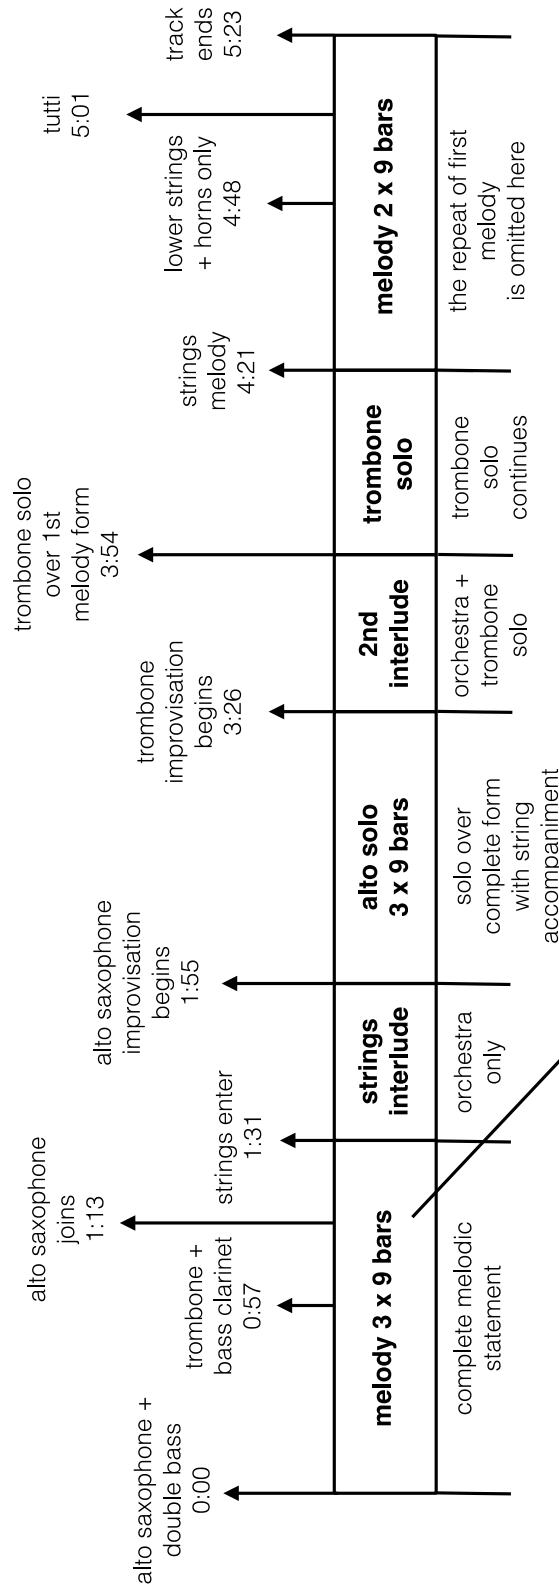 alto saxophone +
double bass
0:00
trombone +
bass clarinet
0:57
alto saxophone
joins
1:13
strings enter
1:31
alto saxophone
improvisation
begins
1:55
trombone
improvisation
begins
3:26
trombone solo
over 1st
melody form
3:54
strings
melody
4:21
lower strings
+ horns only
4:48
tutti
5:01
track
ends
5:23
melody 3 x 9 bars
strings
interlude
alto solo
3 x 9 bars
2nd
interlude
trombone
solo
melody 2 x 9 bars
complete melodic
statement
orchestra
only
solo over
complete form
with string
accompaniment
orchestra +
trombone
solo
trombone
solo
continues
the repeat of first
melody
is omitted here